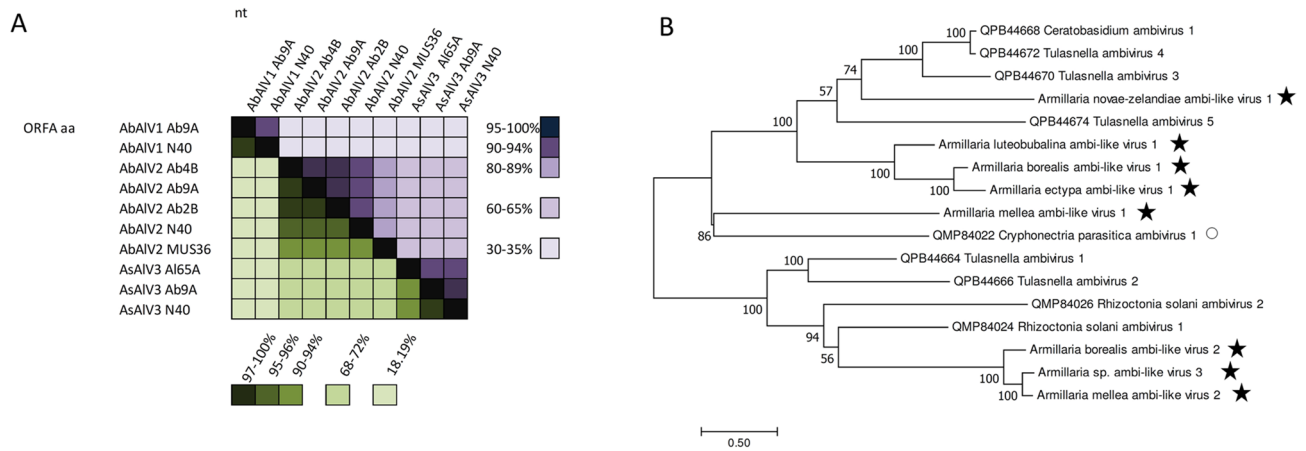 A
nt
AbAlV1 Ab9A
AbAlV1 N40
AbAlV2 Ab4B
AbAlV2 Ab9A
AbAlV2 Ab2B
AbAlV2 N40
AbAlV2 MUS36
AsAlV3 Al65A
AsAlV3 Ab9A
AsAlV3 N40
ORFA aa
AbAlV1 Ab9A
AbAlV1 N40
AbAlV2 Ab4B
AbAlV2 Ab9A
AbAlV2 Ab2B
AbAlV2 N40
AbAlV2 MUS36
AsAlV3 Al65A
AsAlV3 Ab9A
AsAlV3 N40
95-100%
90-94%
80-89%
60-65%
30-35%
97-100%
95-96%
90-94%
68-72%
18.19%
B
QPB44668 Ceratobasidium ambivirus 1
100
QPB44672 Tulasnella ambivirus 4
100
74
QPB44670 Tulasnella ambivirus 3
57
Armillaria novae-zelandiae ambi-like virus 1
100
QPB44674 Tulasnella ambivirus 5
Armillaria luteobubalina ambi-like virus 1
100
Armillaria borealis ambi-like virus 1
100
Armillaria ectypa ambi-like virus 1
Armillaria mellea ambi-like virus 1
86
QMP84022 Cryphonectria parasitica ambivirus 1
QPB44664 Tulasnella ambivirus 1
100
QPB44666 Tulasnella ambivirus 2
100
QMP84026 Rhizoctonia solani ambivirus 2
94
QMP84024 Rhizoctonia solani ambivirus 1
56
Armillaria borealis ambi-like virus 2
100
Armillaria sp. ambi-like virus 3
100
Armillaria mellea ambi-like virus 2
0.50